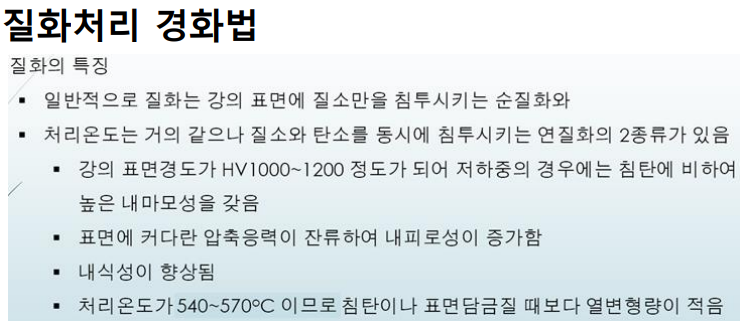 질화처리 경화법
질화의 특징
▪ 일반적으로 질화는 강의 표면에 질소만을 침투시키는 순질화와
▪ 처리온도는 거의 같으나 질소와 탄소를 동시에 침투시키는 연질화의 2종류가 있음
▪ 강의 표면경도가 HV1000~1200 정도가 되어 저하중의 경우에는 침탄에 비하여
높은 내마모성을 갖음
▪ 표면에 커다란 압축응력이 잔류하여 내피로성이 증가함
▪ 내식성이 향상됨
▪ 처리온도가 540~570°C 이므로 침탄이나 표면담금질 때보다 열변형량이 적음